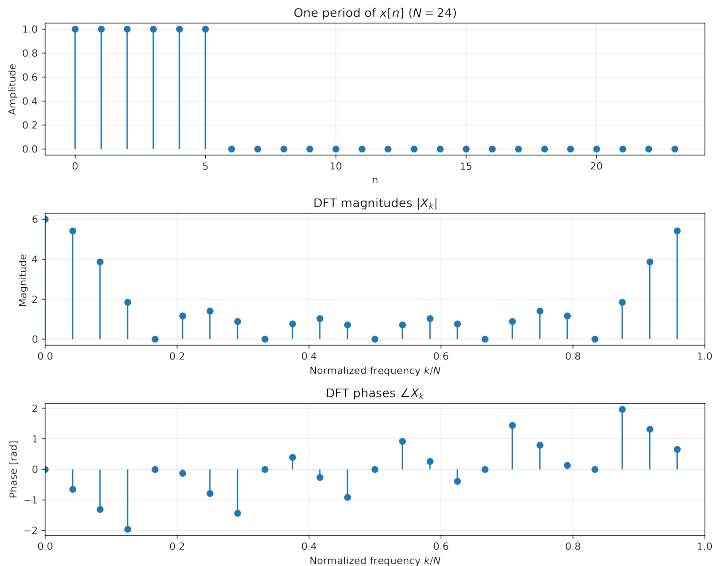 One period of x[n] (N = 24)
Amplitude
1.0
0.8
0.6
0.4
0.2
0.0
0 5 10 15 20
n
DFT magnitudes |X_k|
Magnitude
6
4
2
0
0.0 0.2 0.4 0.6 0.8 1.0
Normalized frequency k/N
DFT phases ∠X_k
Phase [rad]
2
1
0
−1
−2
0.0 0.2 0.4 0.6 0.8 1.0
Normalized frequency k/N